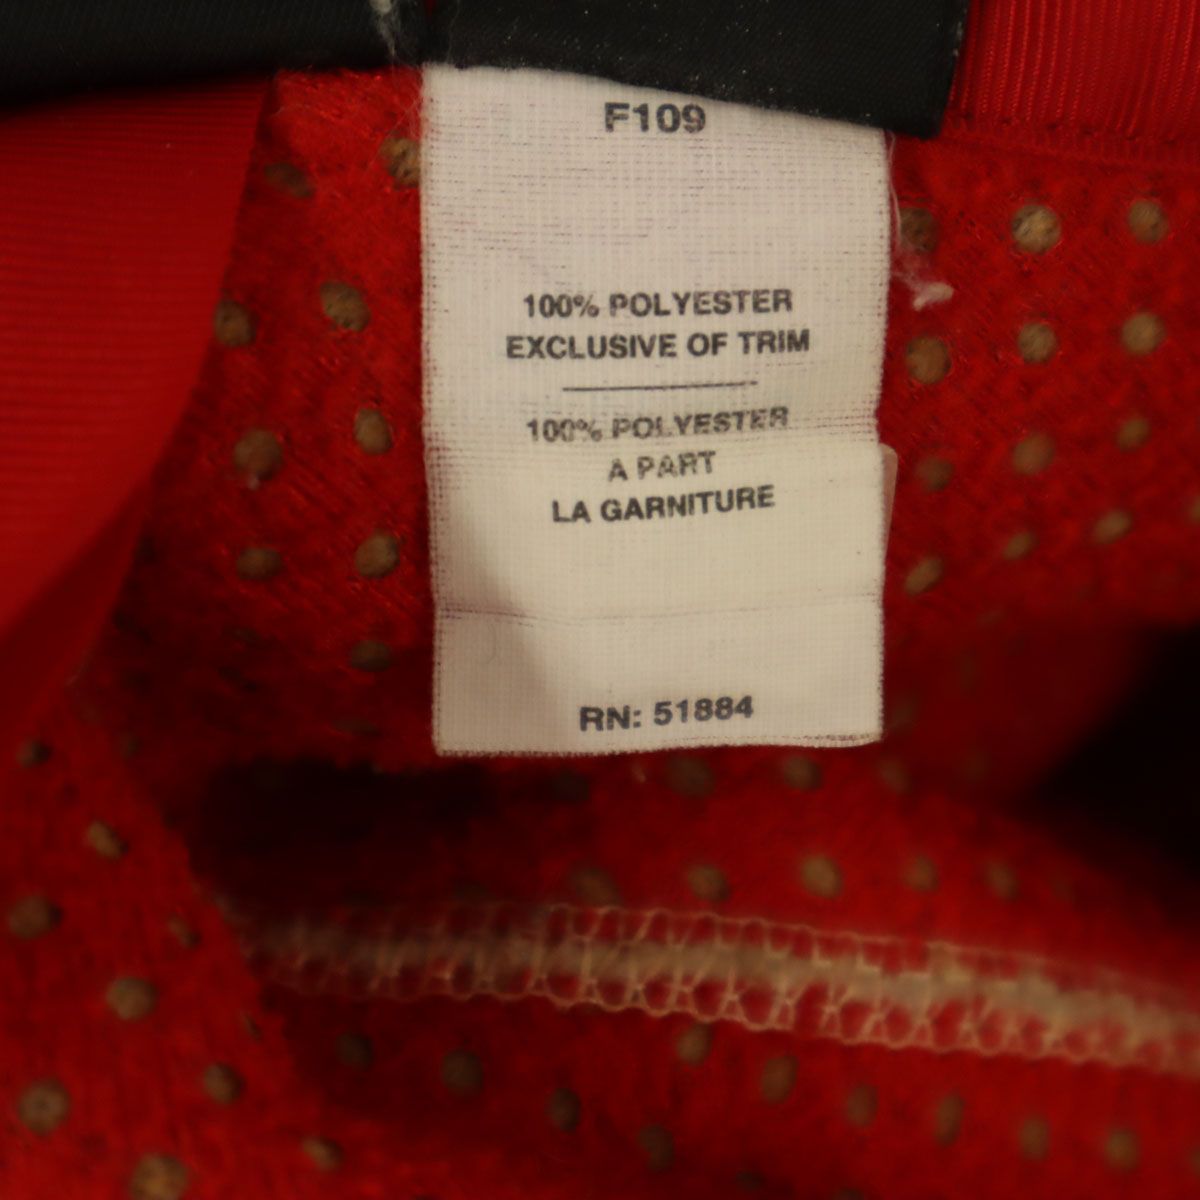 F109
100% POLYESTER
EXCLUSIVE OF TRIM
100% POLYESTER
A PART
LA GARNITURE
RN: 51884